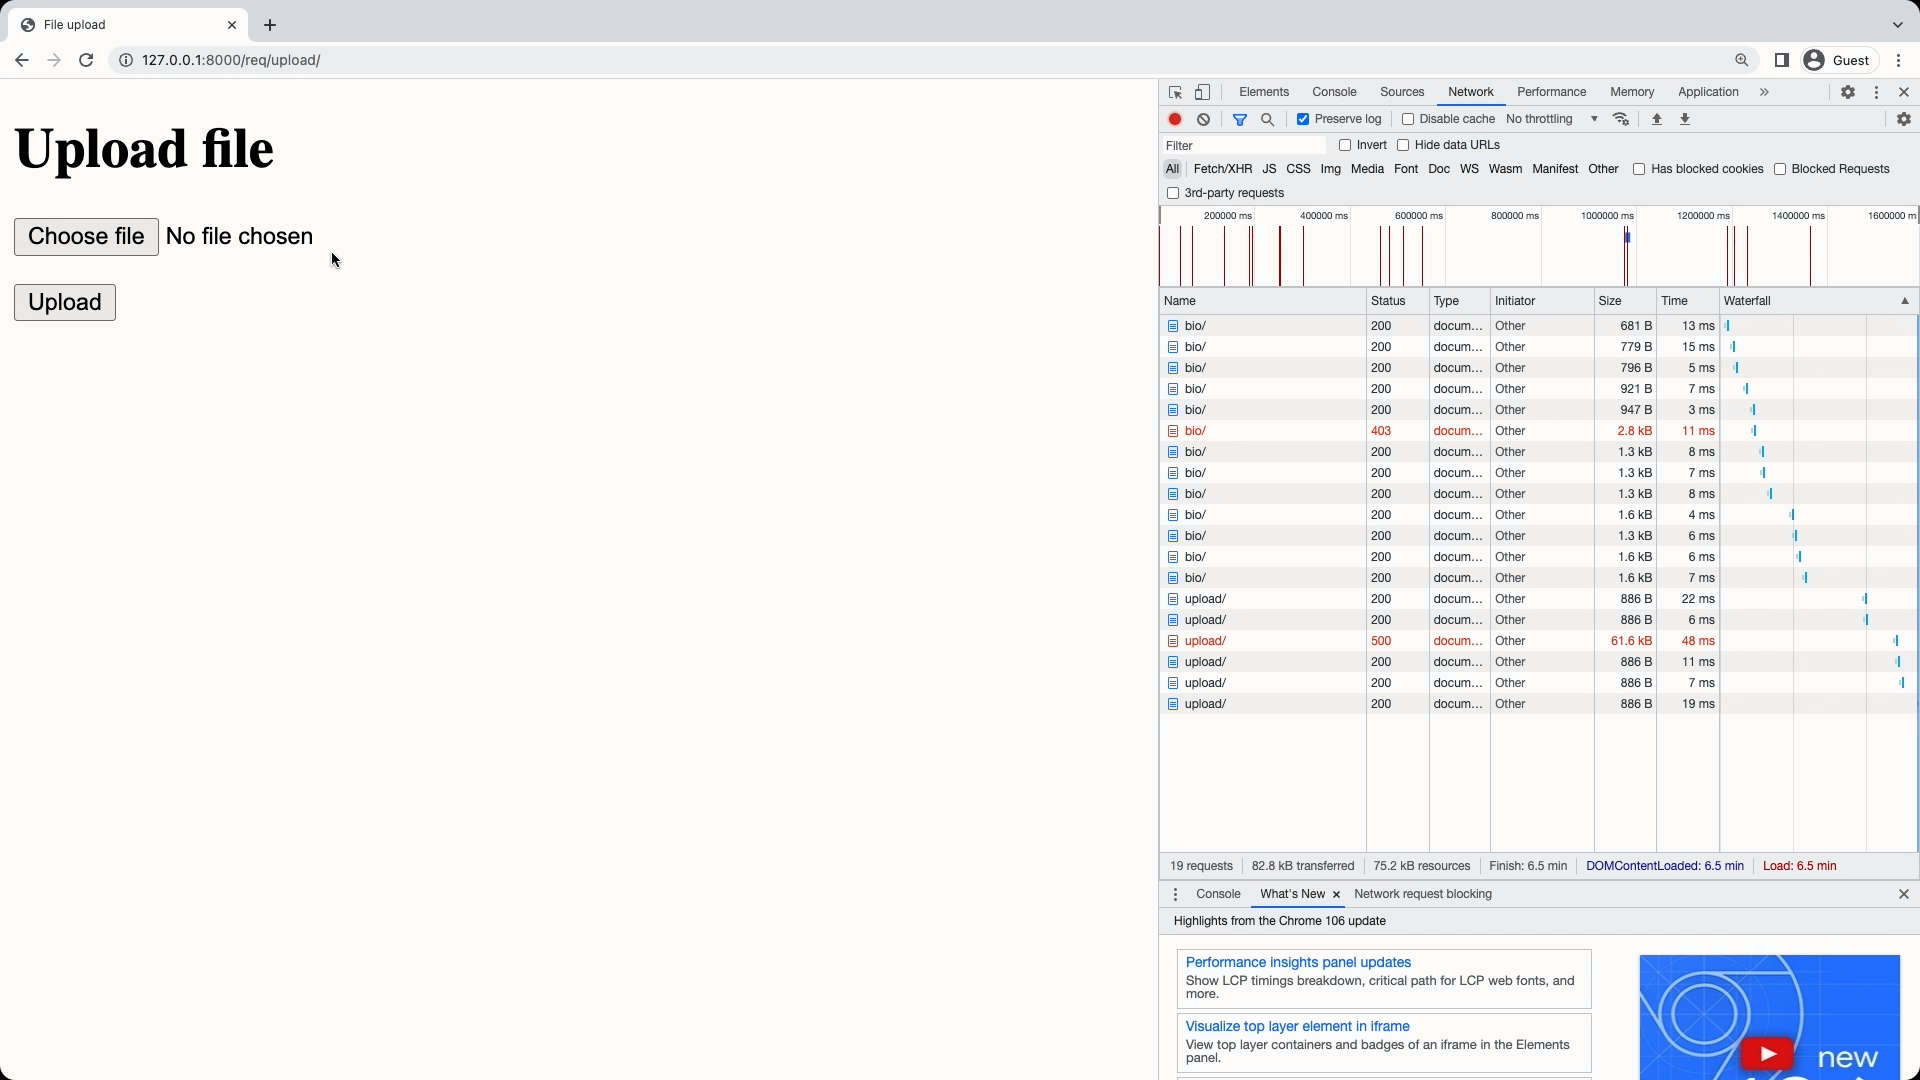 File upload
127.0.0.1:8000/req/upload/
Guest
Upload file
Choose file No file chosen
Upload
Elements Console Sources Network Performance Memory Application
Preserve log Disable cache No throttling
Filter Invert Hide data URLs
All Fetch/XHR JS CSS Img Media Font Doc WS Wasm Manifest Other Has blocked cookies Blocked Requests
3rd-party requests
200000 ms 400000 ms 600000 ms 800000 ms 1000000 ms 1200000 ms 1400000 ms 1600000 m
Name Status Type Initiator Size Time Waterfall
bio/ 200 docum... Other 681 B 13 ms
bio/ 200 docum... Other 779 B 15 ms
bio/ 200 docum... Other 796 B 5 ms
bio/ 200 docum... Other 921 B 7 ms
bio/ 200 docum... Other 947 B 3 ms
bio/ 403 docum... Other 2.8 kB 11 ms
bio/ 200 docum... Other 1.3 kB 8 ms
bio/ 200 docum... Other 1.3 kB 7 ms
bio/ 200 docum... Other 1.3 kB 8 ms
bio/ 200 docum... Other 1.6 kB 4 ms
bio/ 200 docum... Other 1.3 kB 6 ms
bio/ 200 docum... Other 1.6 kB 6 ms
bio/ 200 docum... Other 1.6 kB 7 ms
upload/ 200 docum... Other 886 B 22 ms
upload/ 200 docum... Other 886 B 6 ms
upload/ 500 docum... Other 61.6 kB 48 ms
upload/ 200 docum... Other 886 B 11 ms
upload/ 200 docum... Other 886 B 7 ms
upload/ 200 docum... Other 886 B 19 ms
19 requests 82.8 kB transferred 75.2 kB resources Finish: 6.5 min DOMContentLoaded: 6.5 min Load: 6.5 min
Console What's New Network request blocking
Highlights from the Chrome 106 update
Performance insights panel updates
Show LCP timings breakdown, critical path for LCP web fonts, and
more.
Visualize top layer element in iframe
View top layer containers and badges of an iframe in the Elements
panel.
new